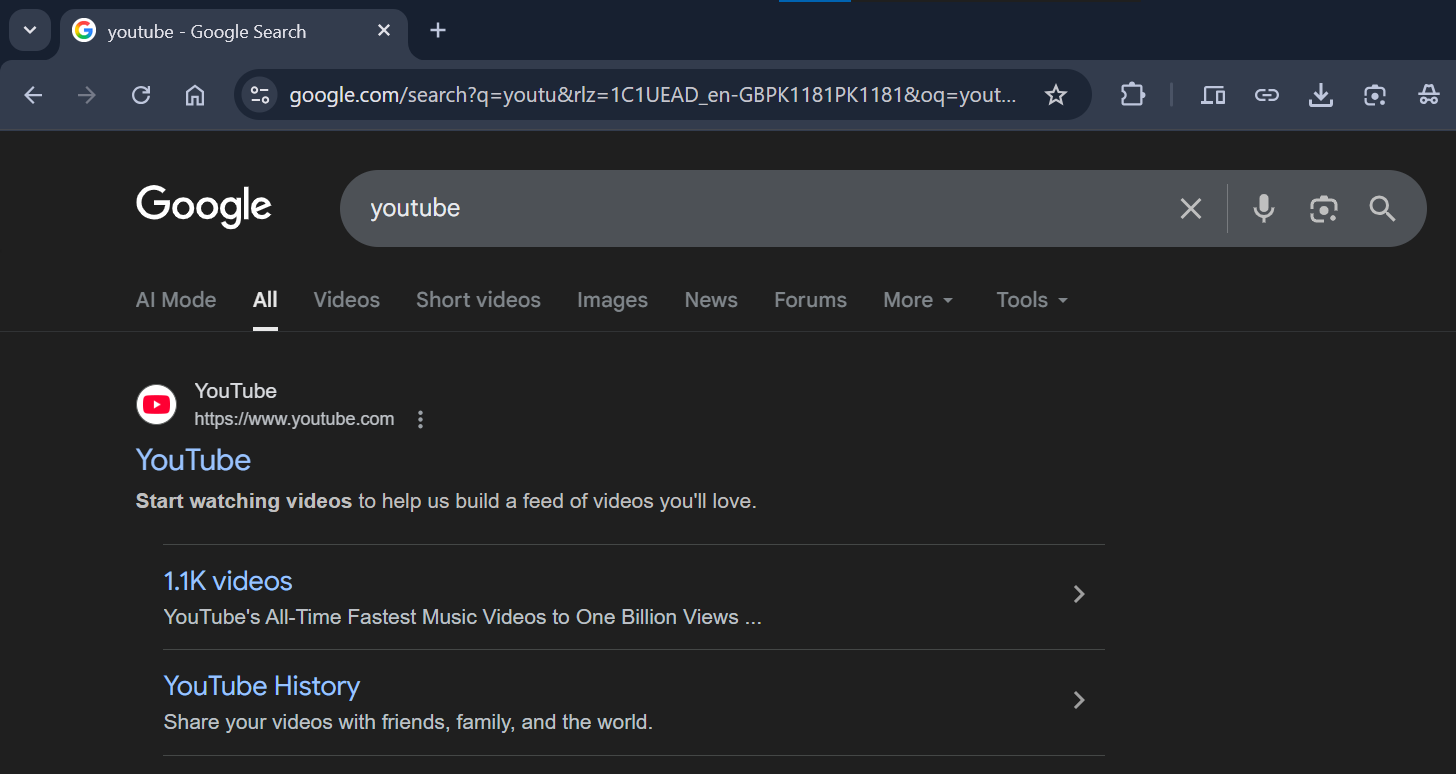 youtube - Google Search
google.com/search?q=youtu&rlz=1C1UEAD_en-GBPK1181PK1181&oq=yout...
Google
youtube
AI Mode All Videos Short videos Images News Forums More Tools
YouTube
https://www.youtube.com
YouTube
Start watching videos to help us build a feed of videos you'll love.
1.1K videos
YouTube's All-Time Fastest Music Videos to One Billion Views ...
YouTube History
Share your videos with friends, family, and the world.